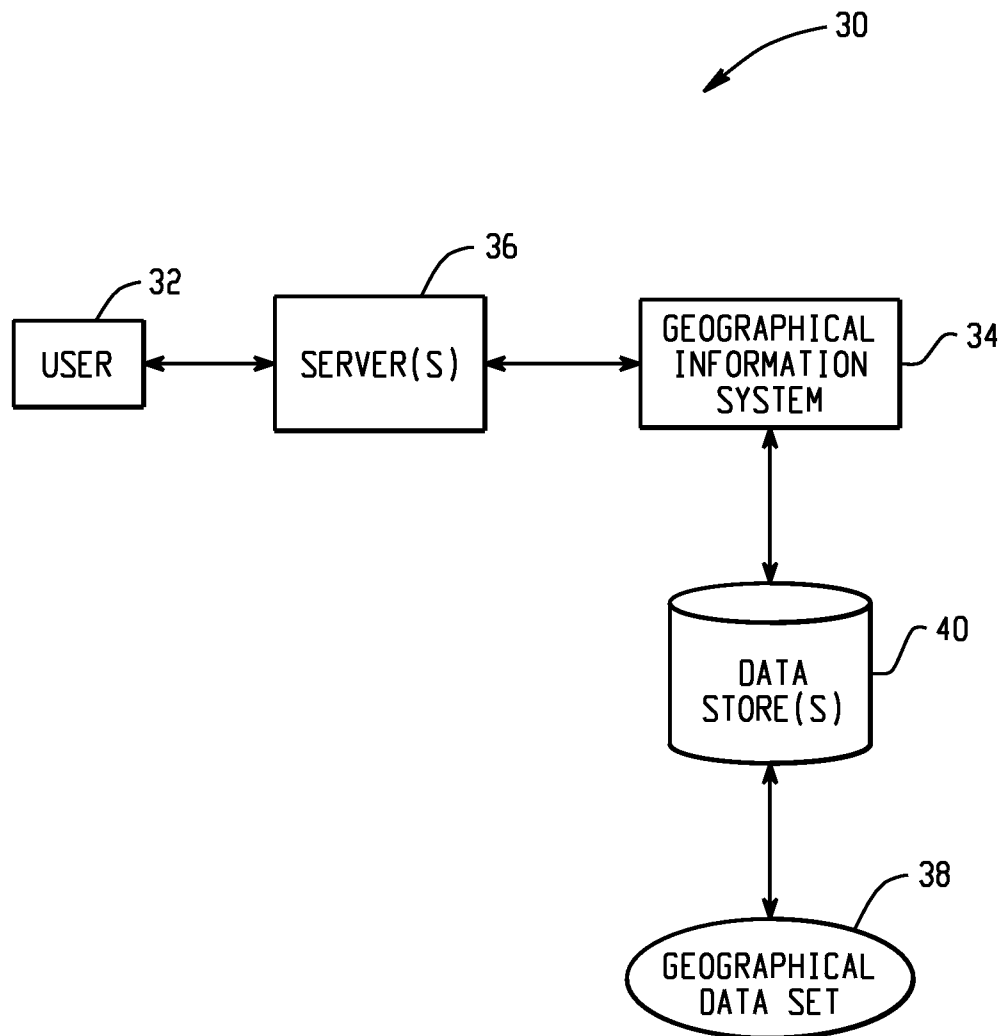 30
36
32
USER
SERVER(S)
GEOGRAPHICAL
INFORMATION
SYSTEM
34
DATA
STORE(S)
40
38
GEOGRAPHICAL
DATA SET